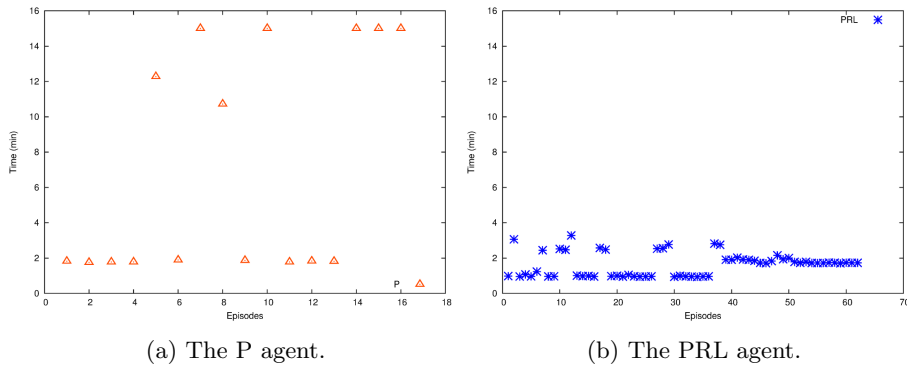 16
14
12
10
8
6
4
2
0
Time (min)
0 2 4 6 8 10 12 14 16 18
Episodes
P
(a) The P agent.
16
14
12
10
8
6
4
2
0
Time (min)
0 10 20 30 40 50 60 70
Episodes
PRL
(b) The PRL agent.